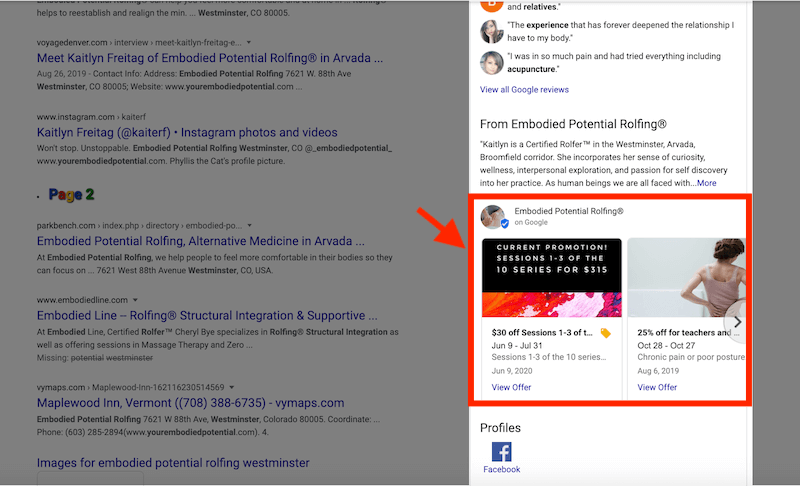 helps to reestablish and realign the min. ... Westminster, CO 80005.
voyagedenver.com › interview › meet-kaitlyn-freitag-e...
Meet Kaitlyn Freitag of Embodied Potential Rolfing® in Arvada ...
Aug 26, 2019 - Contact Info: Address: Embodied Potential Rolfing 7621 W. 88th Ave
Westminster, CO 80005; Website: www.yourembodiedpotential.com ...
www.instagram.com › kaiterf
Kaitlyn Freitag (@kaiterf) • Instagram photos and videos
Won't stop. Unstoppable. Embodied Potential Rolfing Westminster, CO @_embodiedpotential_
www.yourembodiedpotential.com. Phyllis the Cat's profile picture.
• Page 2
parkbench.com › index.php › directory › embodied-po...
Embodied Potential Rolfing, Alternative Medicine in Arvada ...
At Embodied Potential Rolfing, we help people to feel more comfortable in their bodies so they
can focus on ... 7621 West 88th Avenue Westminster, CO, USA.
www.embodiedline.com
Embodied Line -- Rolfing® Structural Integration & Supportive ...
At Embodied Line, Certified Rolfer™ Cheryl Bye specializes in Rolfing® Structural Integration as
well as offering sessions in Massage Therapy and Zero ...
Missing: potential westminster
vymaps.com › Maplewood-Inn-162116230514569
Maplewood Inn, Vermont ((708) 388-6735) - vymaps.com
Embodied Potential Rolfing 7621 W 88th Ave, Westminster, Colorado 80005. Coordinate: ...
Phone: (603) 285-2894(www.yourembodiedpotential.com). 4.
Images for embodied potential rolfing westminster
and relatives."
"The experience that has forever deepened the relationship I
have to my body."
"I was in so much pain and had tried everything including
acupuncture."
View all Google reviews
From Embodied Potential Rolfing®
"Kaitlyn is a Certified Rolfer™ in the Westminster, Arvada,
Broomfield corridor. She incorporates her sense of curiosity,
wellness, interpersonal exploration, and passion for self discovery
into her practice. As human beings we are all faced with...More
Embodied Potential Rolfing®
on Google
CURRENT PROMOTION!
SESSIONS 1-3 OF THE
10 SERIES FOR $315
$30 off Sessions 1-3 of t...
Jun 9 - Jul 31
Sessions 1-3 of the 10 series...
Jun 9, 2020
View Offer
25% off for teachers and ...
Oct 28 - Oct 27
Chronic pain or poor posture
Aug 6, 2019
View Offer
Profiles
Facebook